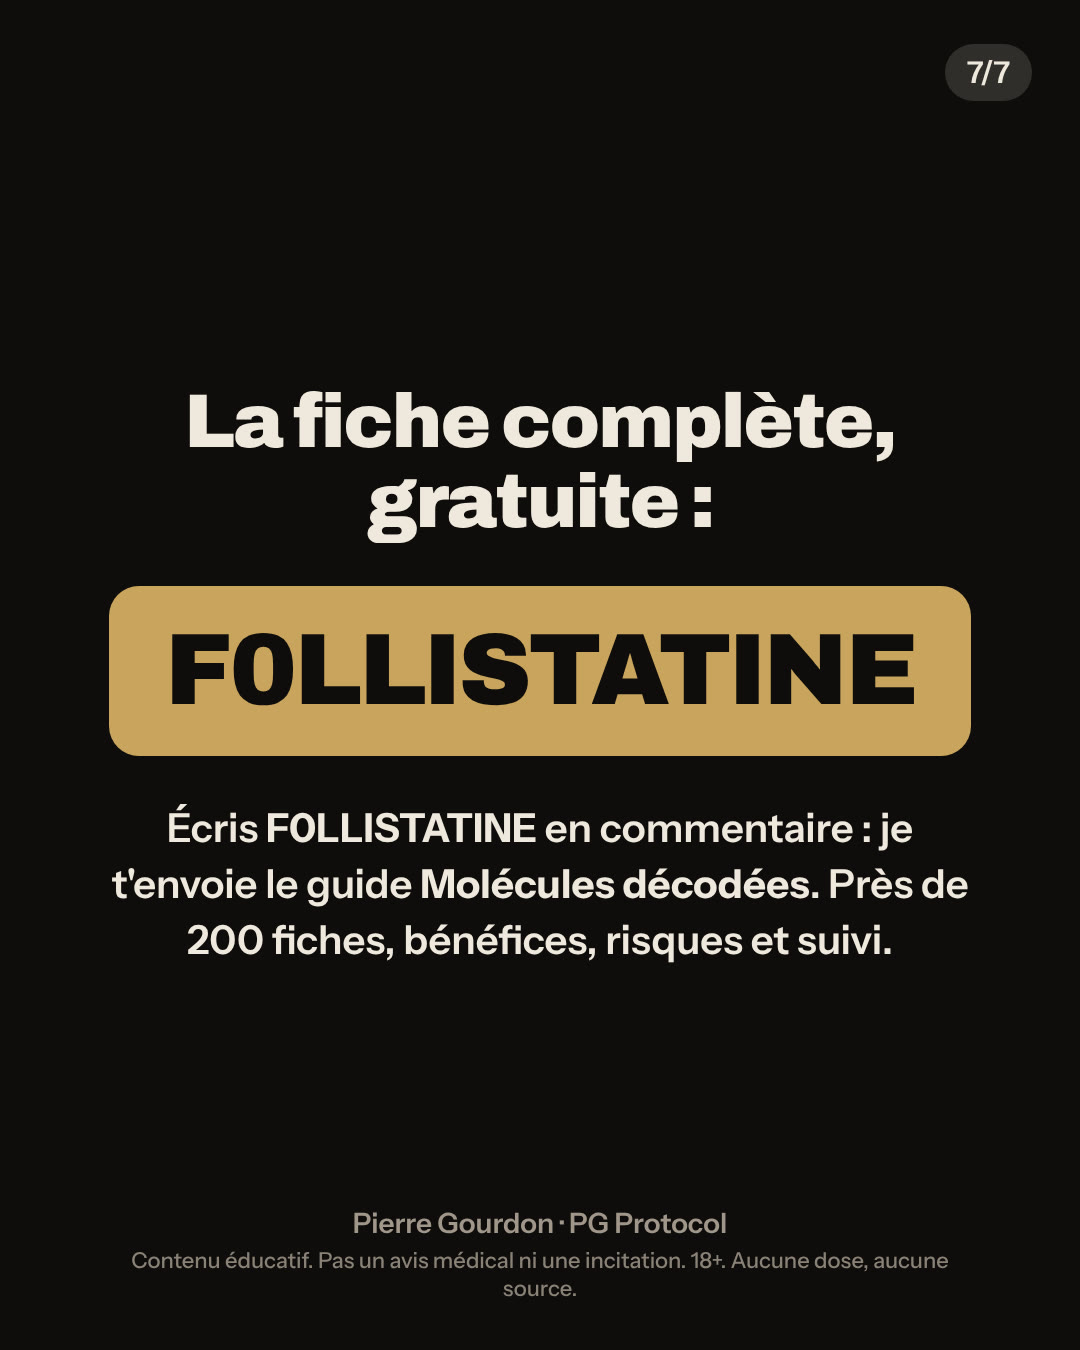 7/7
La fiche complète,
gratuite :
F0LLISTATINE
Écris F0LLISTATINE en commentaire : je
t'envoie le guide Molécules décodées. Près de
200 fiches, bénéfices, risques et suivi.
Pierre Gourdon · PG Protocol
Contenu éducatif. Pas un avis médical ni une incitation. 18+. Aucune dose, aucune
source.